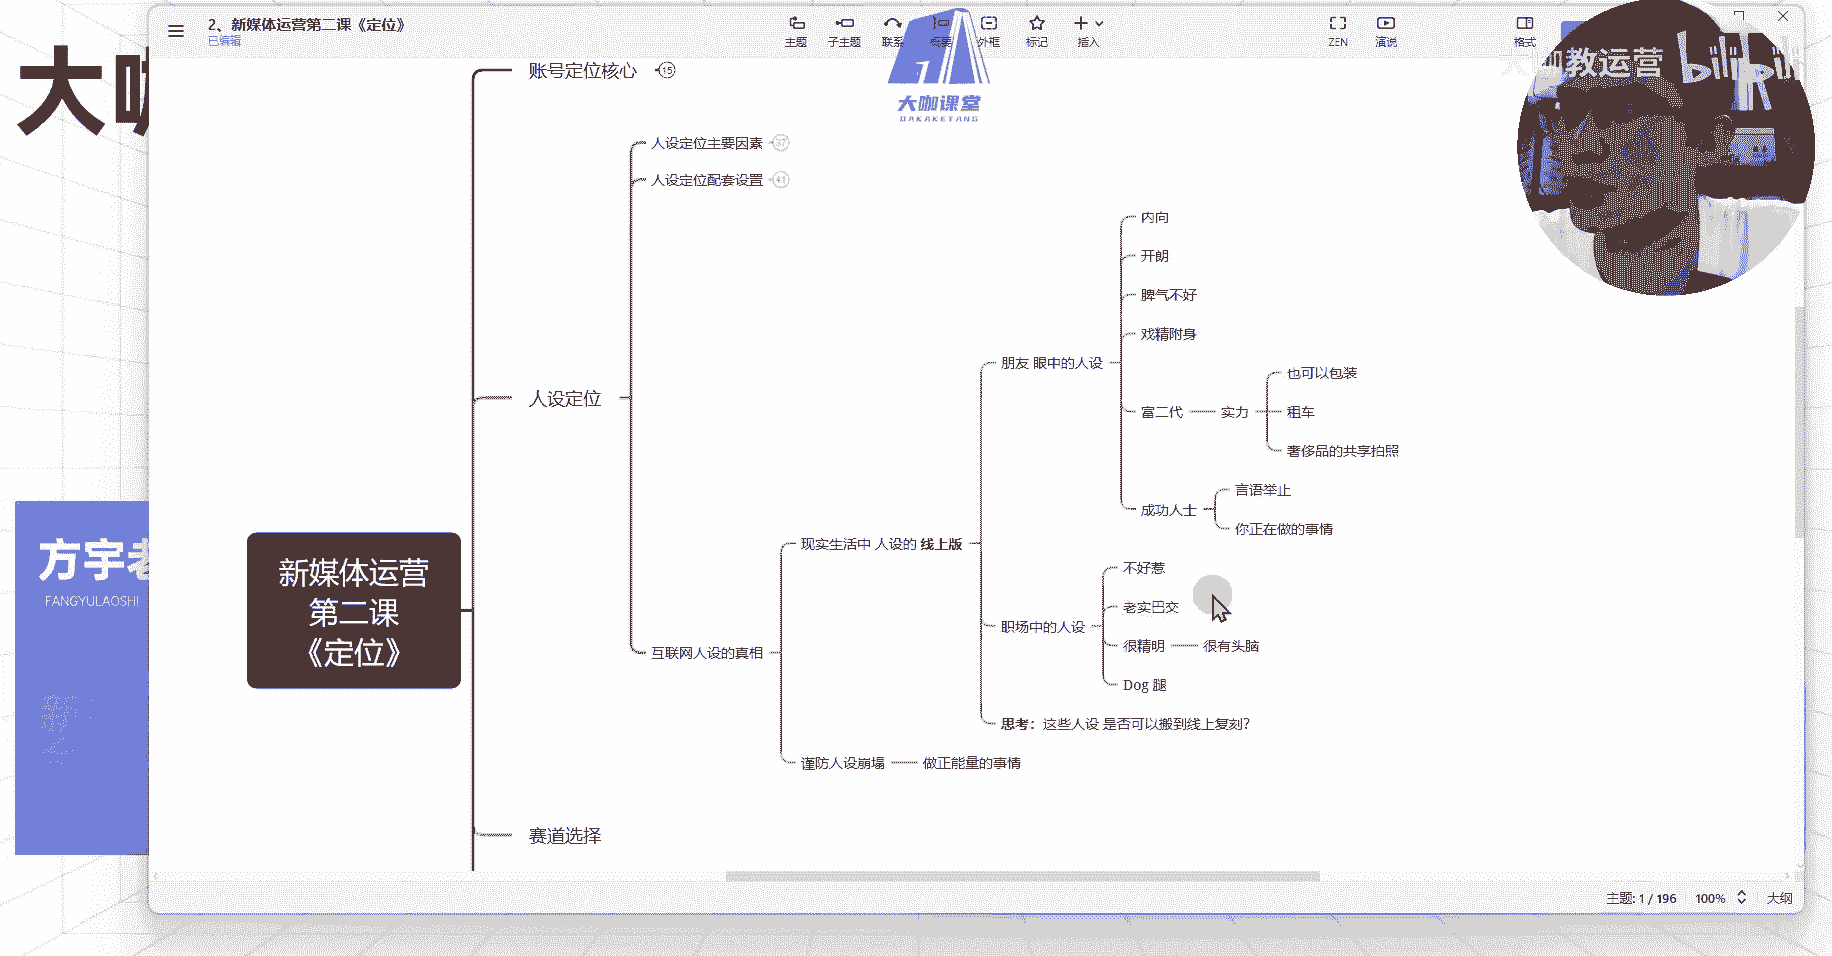 2、新媒体运营第二课《定位》
已编辑
主题
子主题
联系
概要
外框
标记
插入
ZEN
演说
格式
大咖教运营
bilibili
大咖课堂
DAKAKETANG
大
方宇老
FANGYULAOSHI
新媒体运营
第二课
《定位》
账号定位核心
15
人设定位
人设定位主要因素
37
人设定位配套设置
互联网人设的真相
现实生活中 人设的 线上版
朋友 眼中的人设
内向
开朗
脾气不好
戏精附身
富二代
实力
也可以包装
租车
奢侈品的共享拍照
成功人士
言语举止
你正在做的事情
职场中的人设
不好惹
老实巴交
很精明
很有头脑
Dog 腿
思考：这些人设 是否可以搬到线上复刻？
谨防人设崩塌
做正能量的事情
赛道选择
主题: 1 / 196
100%
大纲